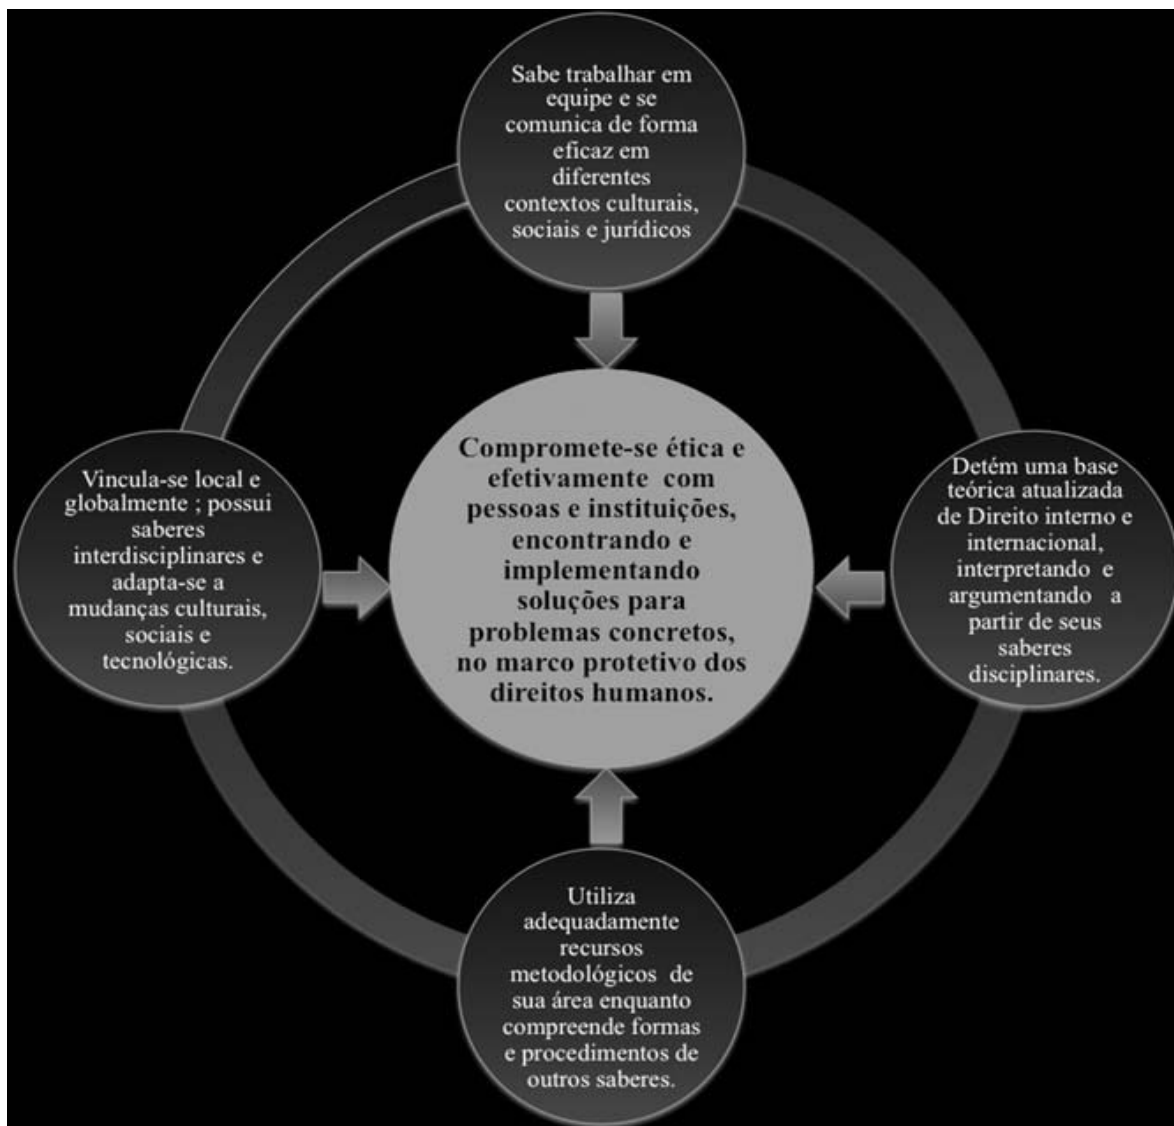 Sabe trabalhar em
equipe e se
comunica de forma
eficaz em
diferentes
contextos culturais,
sociais e jurídicos
Vincula-se local e
globalmente ; possui
saberes
interdisciplinares e
adapta-se a
mudanças culturais,
sociais e
tecnológicas.
Compromete-se ética e
efetivamente com
pessoas e instituições,
encontrando e
implementando
soluções para
problemas concretos,
no marco protetivo dos
direitos humanos.
Detém uma base
teórica atualizada
de Direito interno e
internacional,
interpretando e
argumentando a
partir de seus
saberes
disciplinares.
Utiliza
adequadamente
recursos
metodológicos de
sua área enquanto
compreende formas
e procedimentos de
outros saberes.